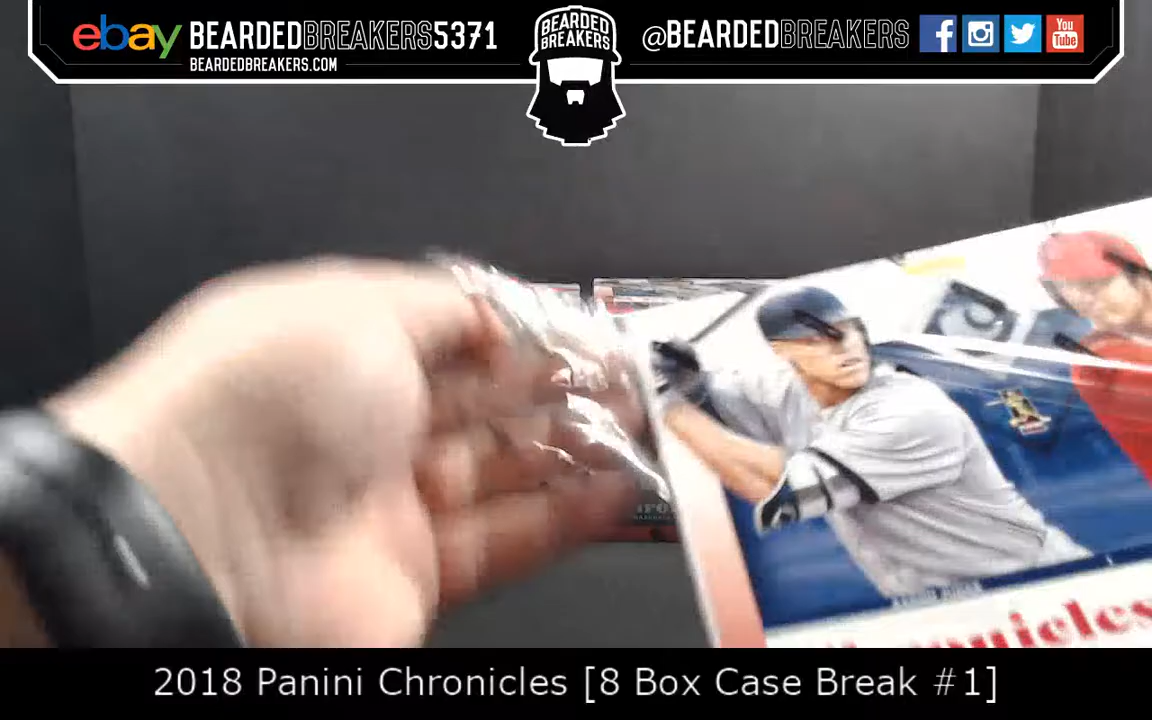 ebay BEARDEDBREAKERS5371
BEARDEDBREAKERS.COM
BEARDED
BREAKERS
@BEARDEDBREAKERS
You
Tube
2018 Panini Chronicles [8 Box Case Break #1]